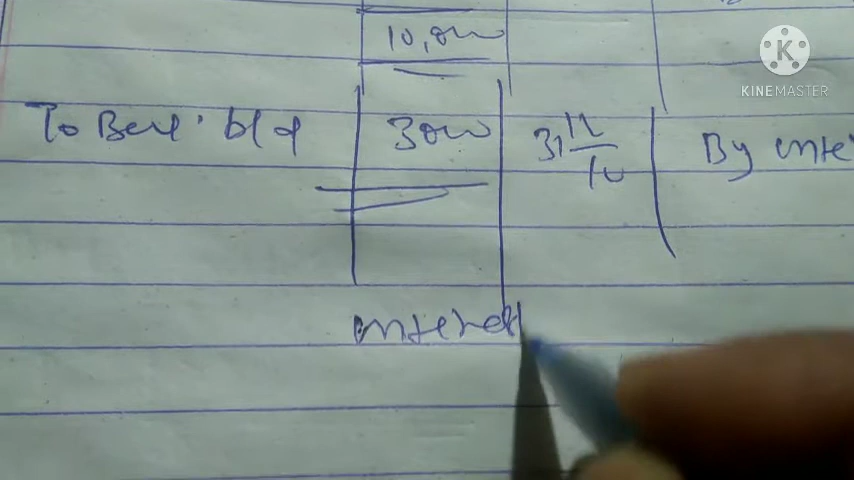 10,000
K
KINEMASTER
To Bal. b/d 3000 31 12/10 By inte
interest